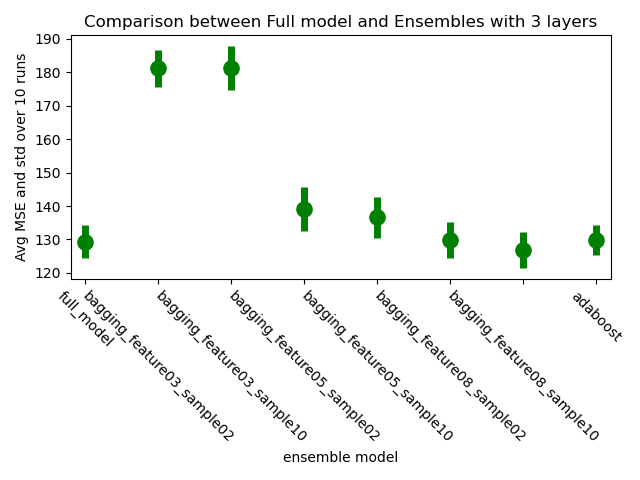 Comparison between Full model and Ensembles with 3 layers
Avg MSE and std over 10 runs
190
180
170
160
150
140
130
120
full_model
bagging_feature03_sample02
bagging_feature03_sample10
bagging_feature05_sample02
bagging_feature05_sample10
bagging_feature08_sample02
bagging_feature08_sample10
adaboost
ensemble model